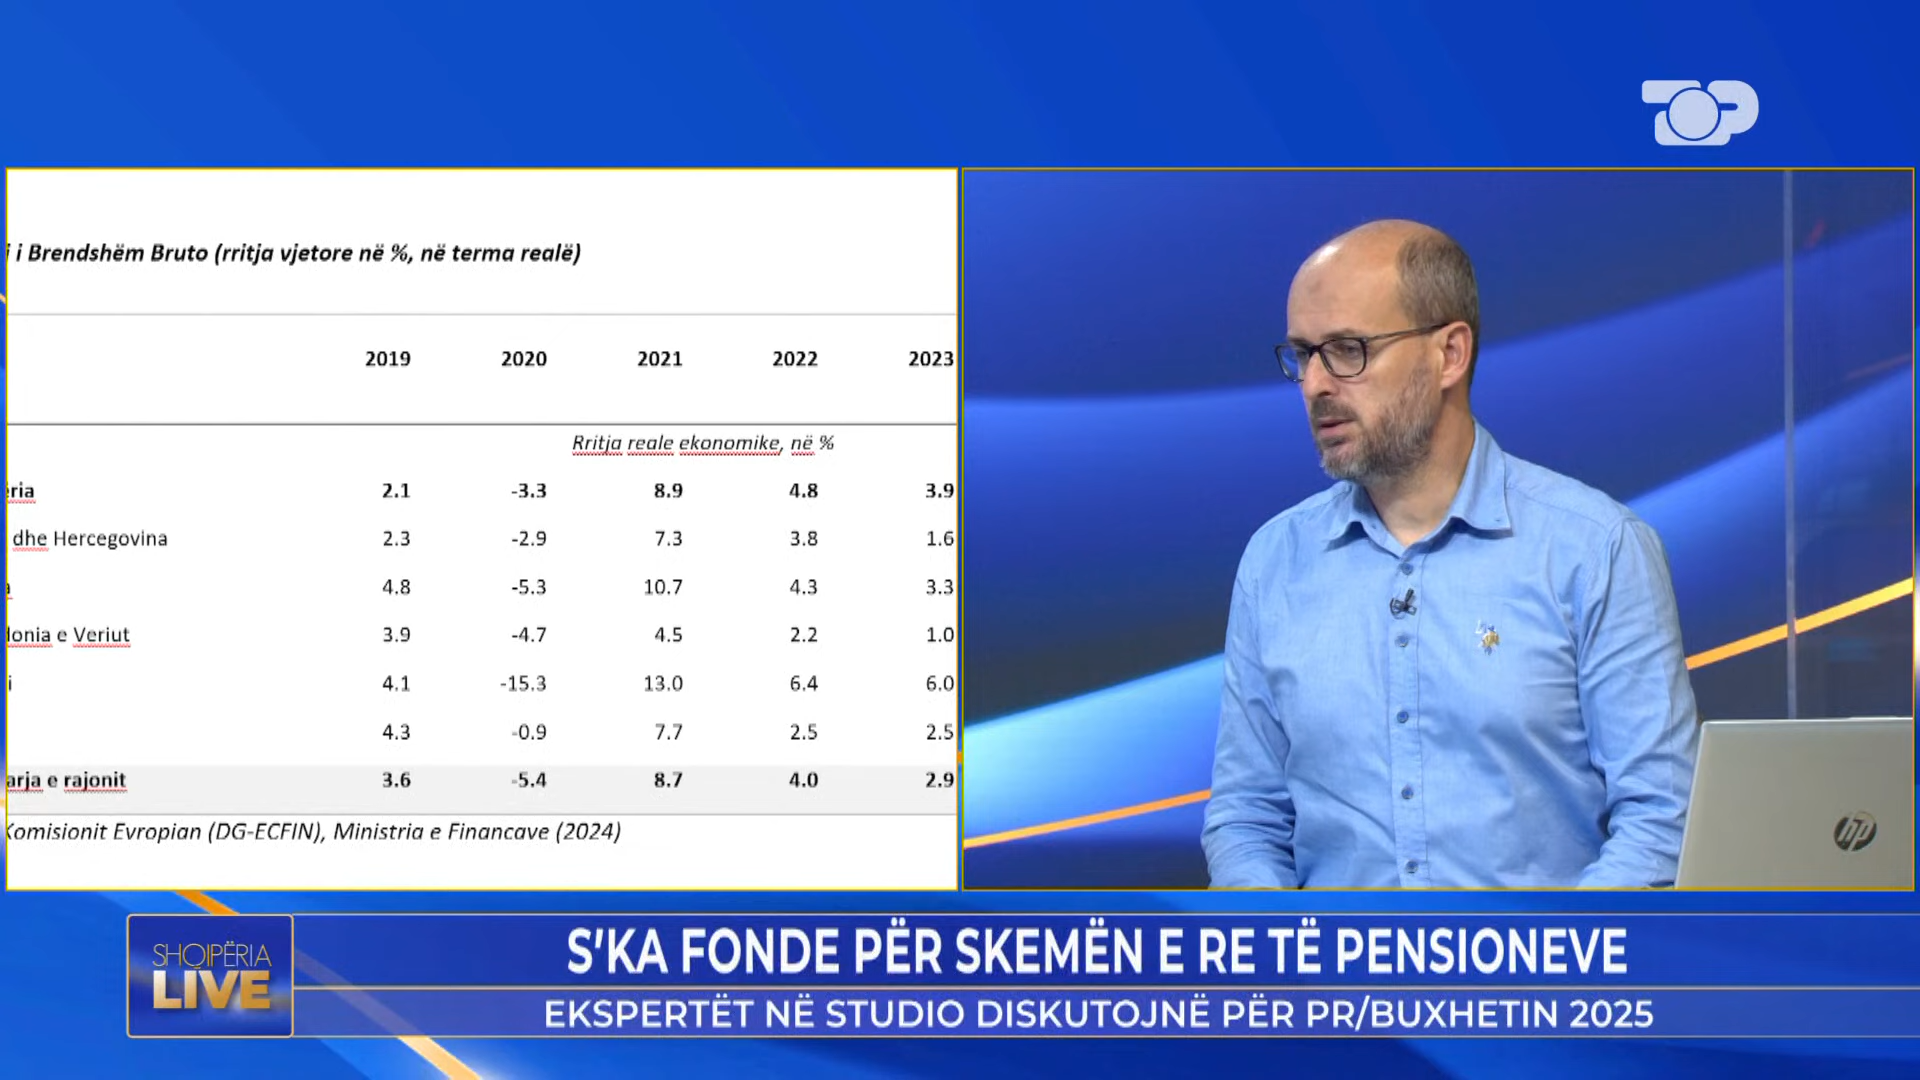 TOP
i i Brendshëm Bruto (rritja vjetore në %, në terma realë)
2019 2020 2021 2022 2023
Rritja reale ekonomike, në %
ëria 2.1 -3.3 8.9 4.8 3.9
dhe Hercegovina 2.3 -2.9 7.3 3.8 1.6
a 4.8 -5.3 10.7 4.3 3.3
donia e Veriut 3.9 -4.7 4.5 2.2 1.0
i 4.1 -15.3 13.0 6.4 6.0
4.3 -0.9 7.7 2.5 2.5
arja e rajonit 3.6 -5.4 8.7 4.0 2.9
Komisionit Evropian (DG-ECFIN), Ministria e Financave (2024)
hp
SHQIPËRIA
LIVE
S'KA FONDE PËR SKEMËN E RE TË PENSIONEVE
EKSPERTËT NË STUDIO DISKUTOJNË PËR PR/BUXHETIN 2025